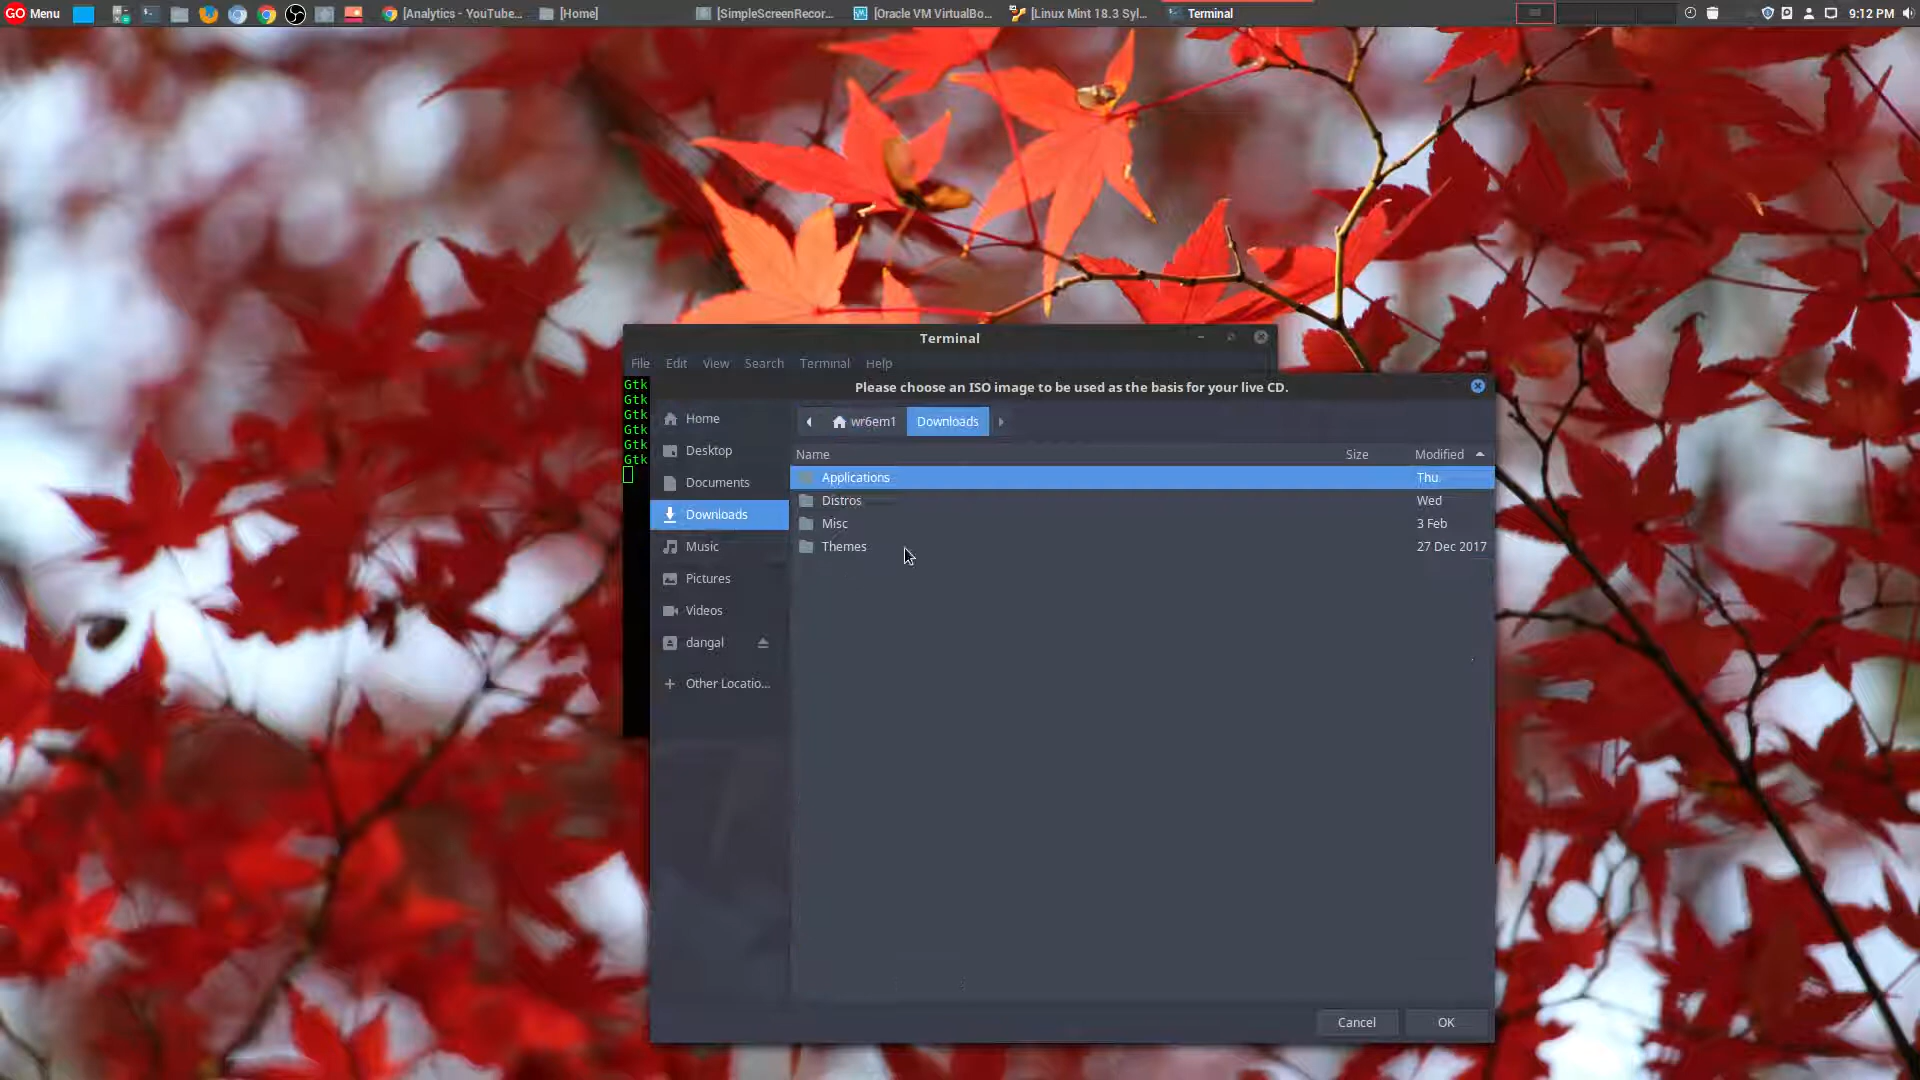 GO Menu [Analytics - YouTube... [Home] [SimpleScreenRecor... [Oracle VM VirtualBo... [Linux Mint 18.3 Syl... Terminal 9:12 PM
Terminal
File Edit View Search Terminal Help
Gtk
Gtk
Gtk
Gtk
Gtk
Gtk
Please choose an ISO image to be used as the basis for your live CD.
Home
Desktop
Documents
Downloads
Music
Pictures
Videos
dangal
Other Locatio...
wr6em1 Downloads
Name Size Modified
Applications Thu
Distros Wed
Misc 3 Feb
Themes 27 Dec 2017
Cancel OK